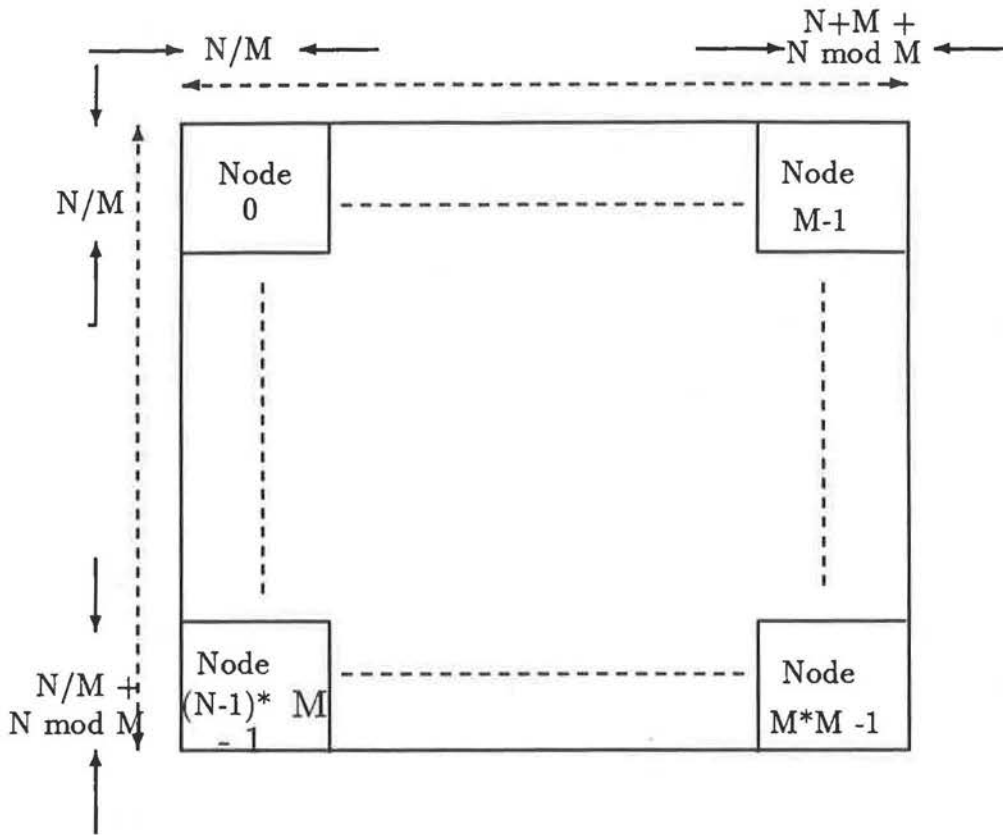 N/M
N+M +
N mod M
Node
0
Node
M-1
N/M
Node
(N-1)* M
- 1
Node
M*M -1
N/M +
N mod M